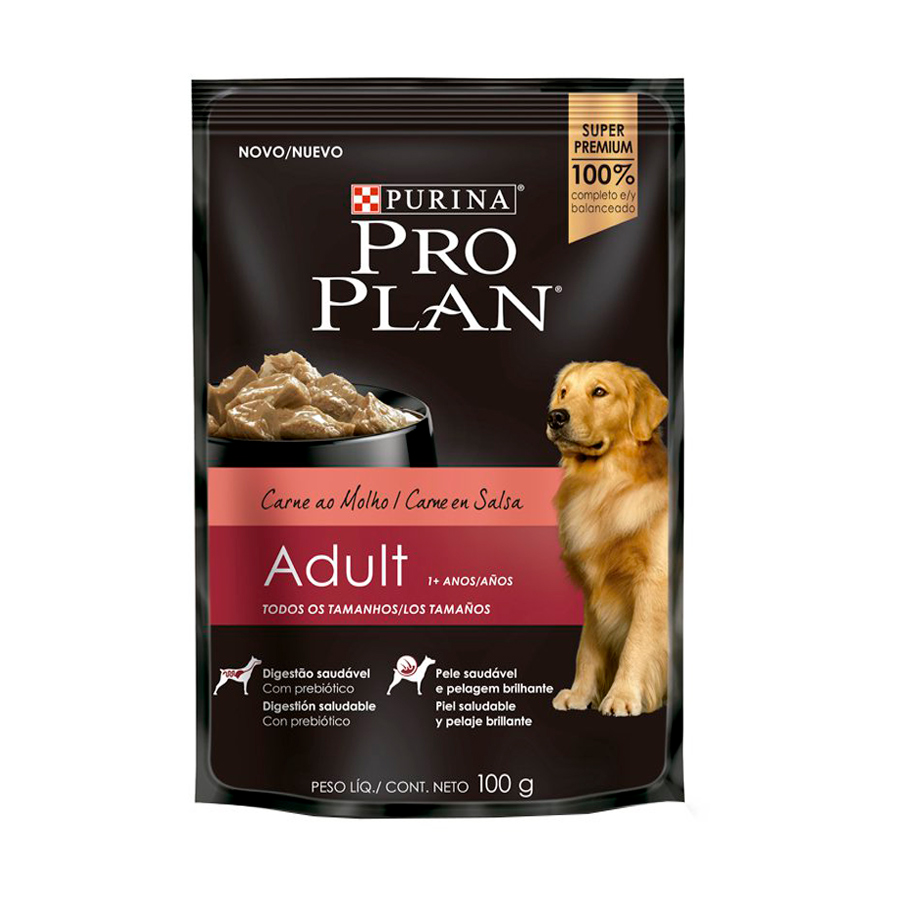 NOVO/NUEVO
SUPER
PREMIUM
100%
completo e/y
balanceado
PURINA®
PRO
PLAN®
Carne ao Molho / Carne en Salsa
Adult 1+ ANOS/AÑOS
TODOS OS TAMANHOS/LOS TAMAÑOS
Digestão saudável
Com prebiótico
Digestión saludable
Con prebiótico
Pele saudável
e pelagem brilhante
Piel saludable
y pelaje brillante
PESO LÍQ./ CONT. NETO 100 g